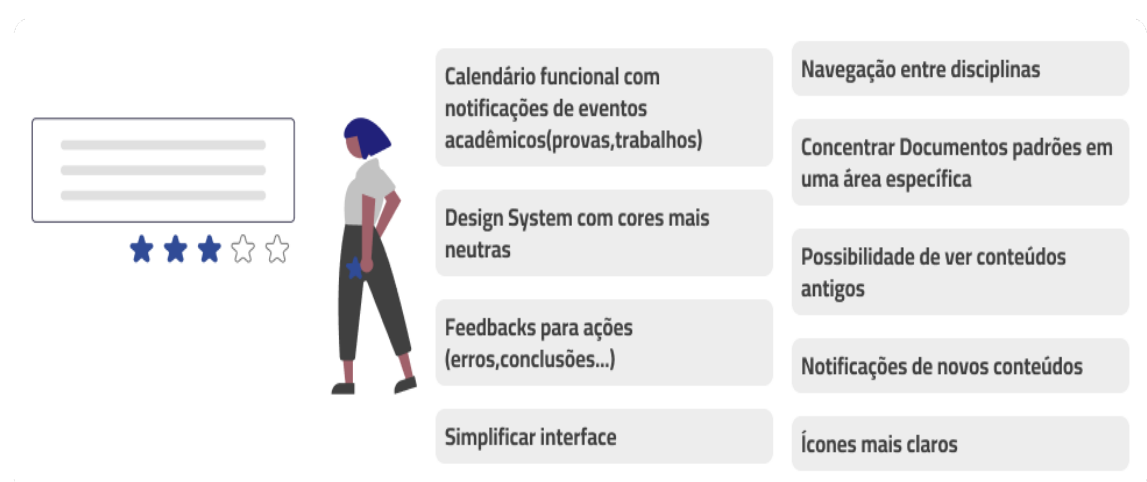 Calendário funcional com
notificações de eventos
acadêmicos(provas,trabalhos)
Design System com cores mais
neutras
Feedbacks para ações
(erros,conclusões...)
Simplificar interface
Navegação entre disciplinas
Concentrar Documentos padrões em
uma área específica
Possibilidade de ver conteúdos
antigos
Notificações de novos conteúdos
Ícones mais claros